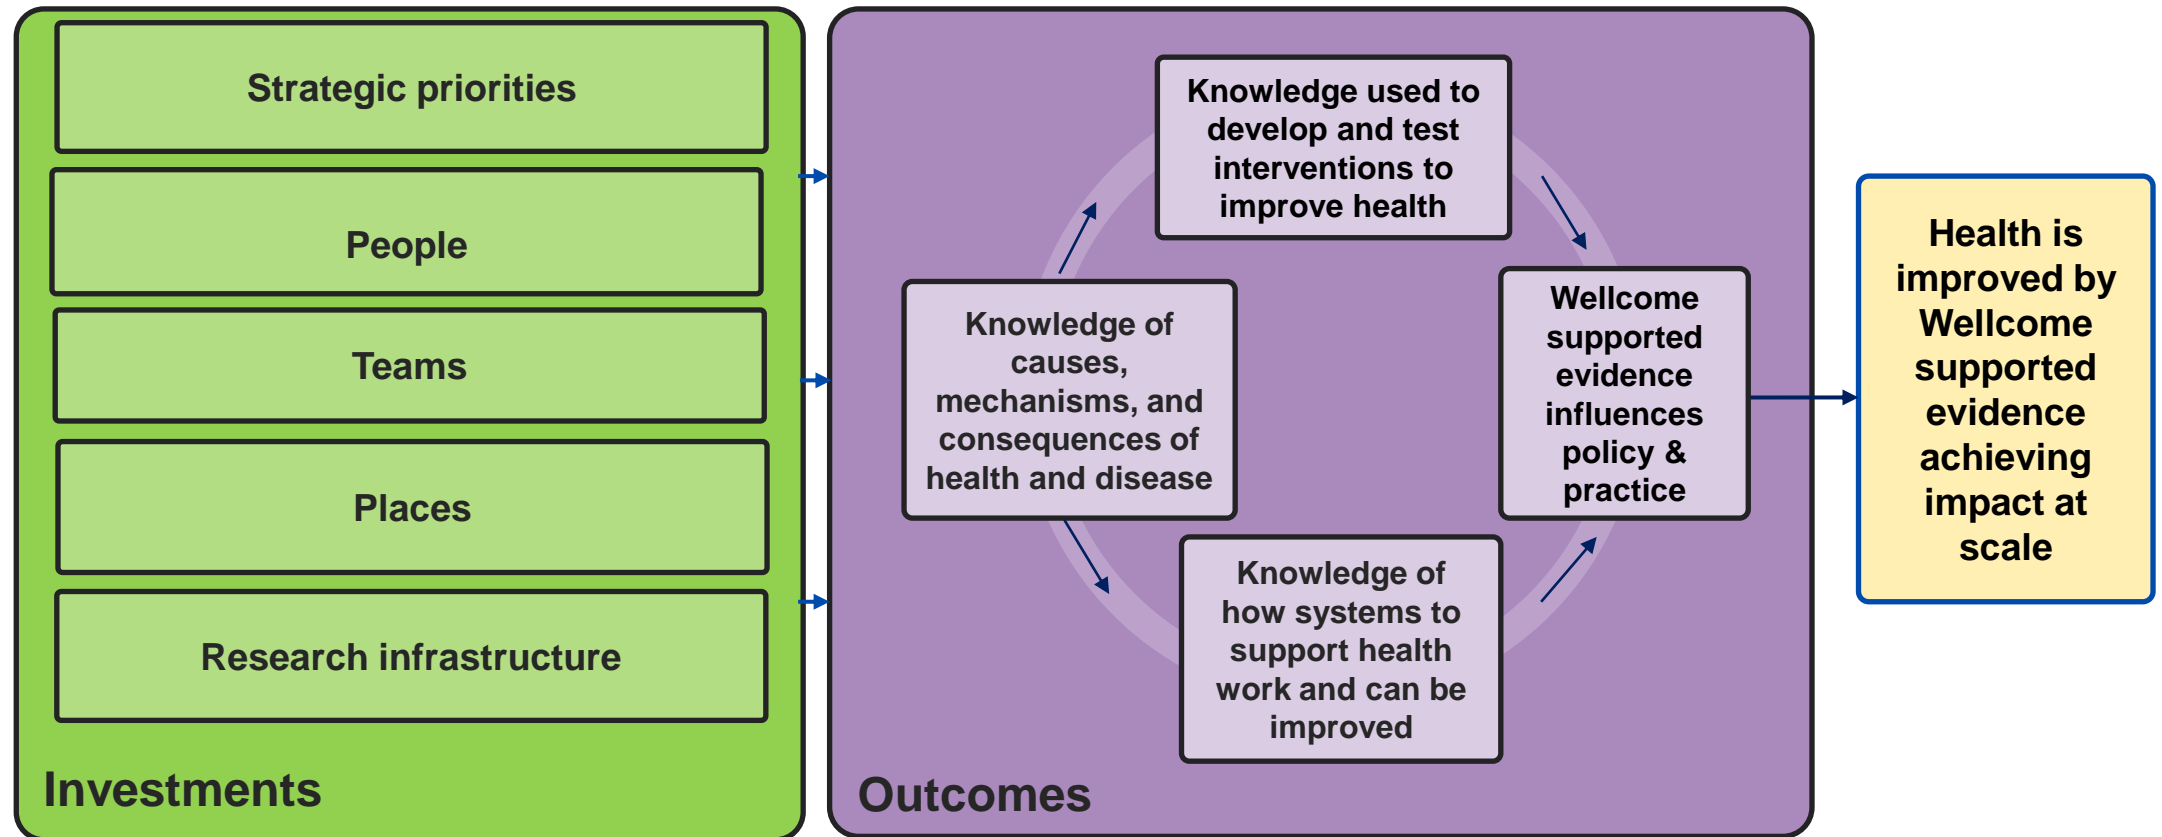 Strategic priorities
People
Teams
Places
Research infrastructure
Investments
Knowledge used to
develop and test
interventions to
improve health
Knowledge of
causes,
mechanisms, and
consequences of
health and disease
Wellcome
supported
evidence
influences
policy &
practice
Knowledge of
how systems to
support health
work and can be
improved
Outcomes
Health is
improved by
Wellcome
supported
evidence
achieving
impact at
scale